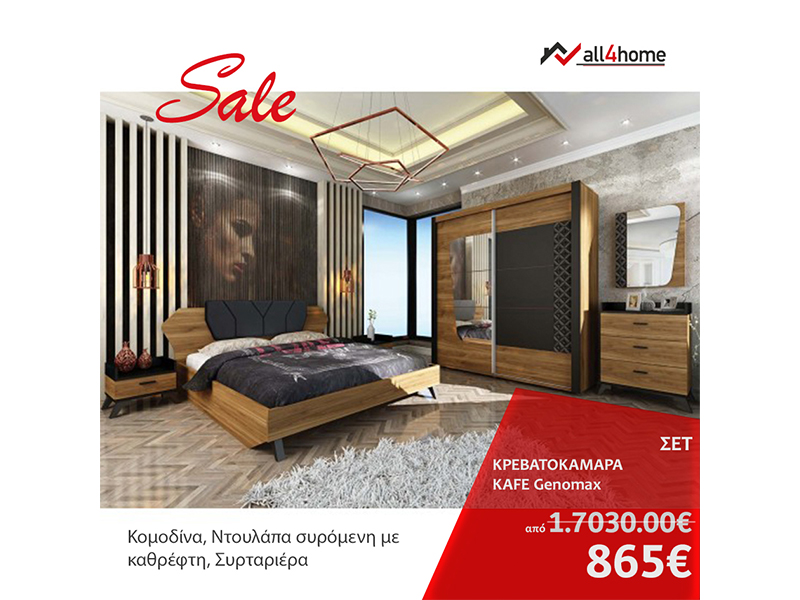 Sale
all4home
ΣΕΤ
ΚΡΕΒΑΤΟΚΑΜΑΡΑ
KAFE Genomax
από 1.7030.00€
865€
Κομοδίνα, Ντουλάπα συρόμενη με
καθρέφτη, Συρταριέρα